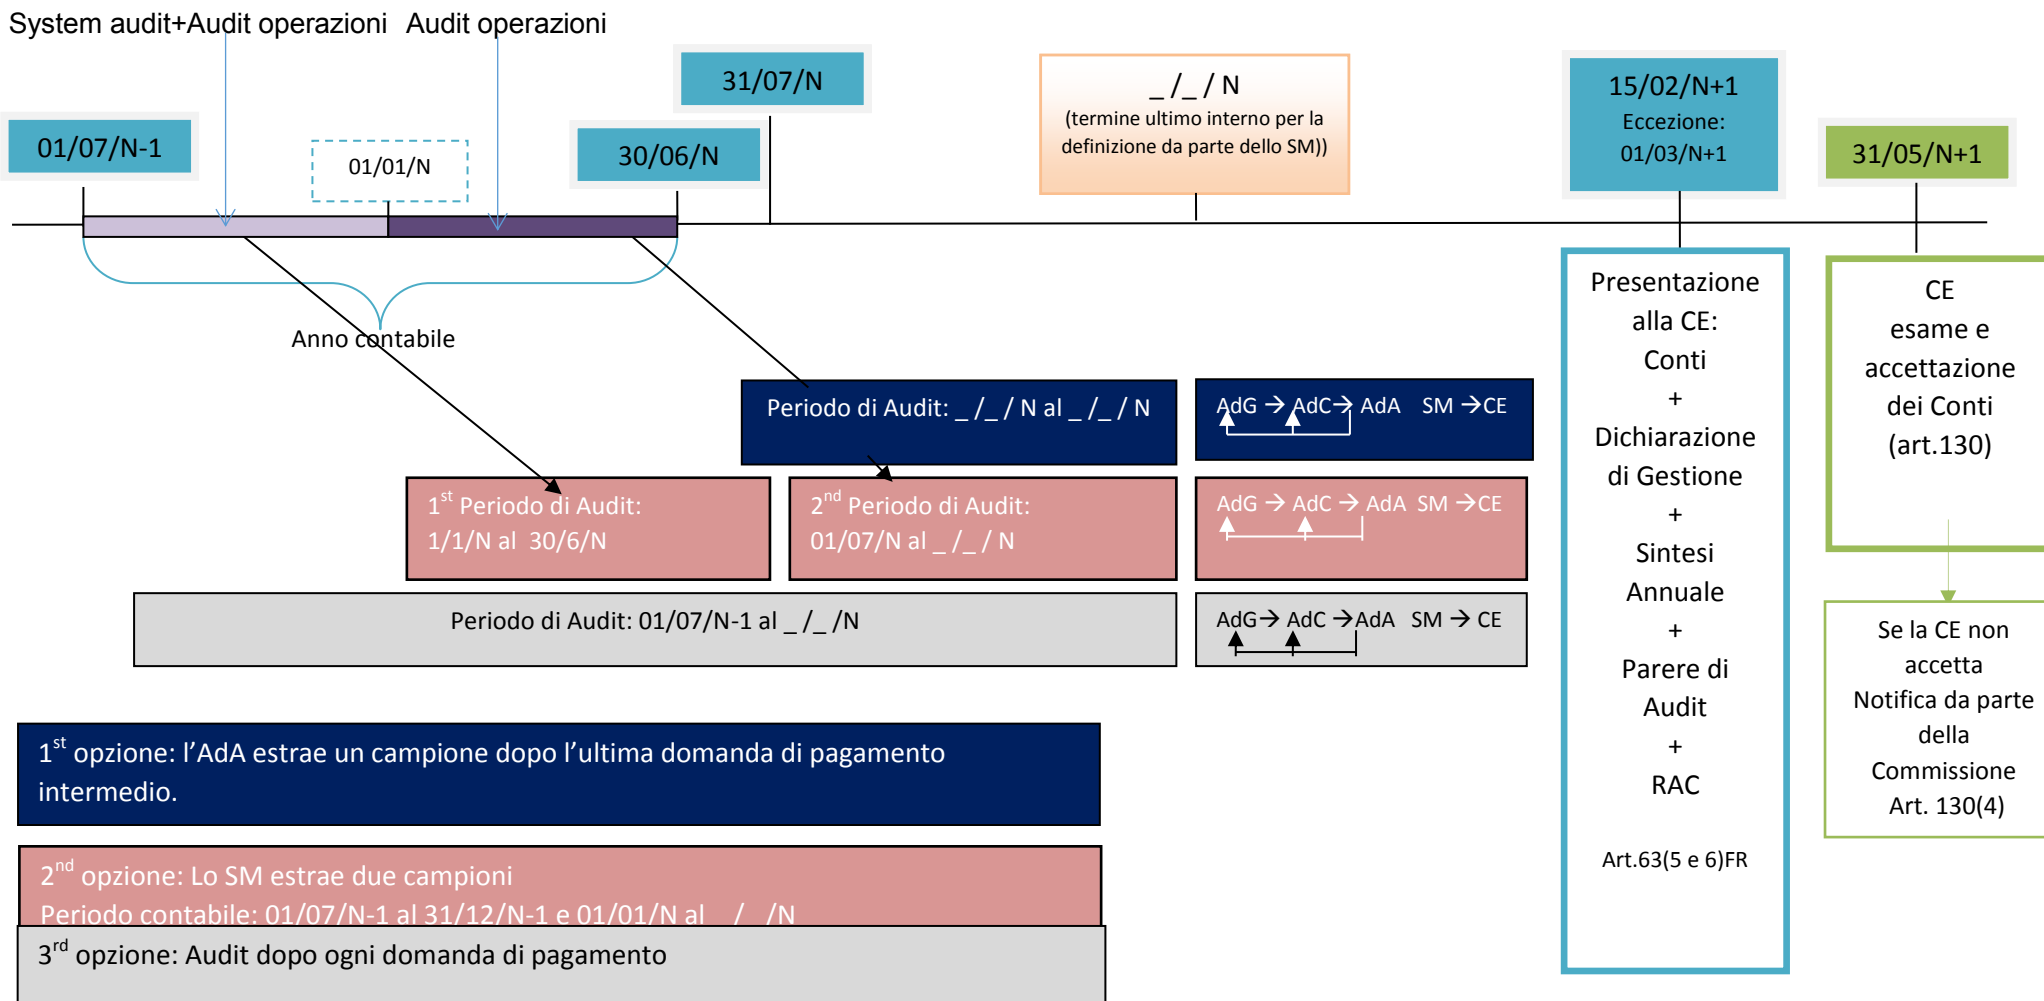 System audit+Audit operazioni Audit operazioni
31/07/N
_ /_ / N
(termine ultimo interno per la
definizione da parte dello SM))
15/02/N+1
Eccezione:
01/03/N+1
01/07/N-1
01/01/N
30/06/N
31/05/N+1
Anno contabile
Periodo di Audit: _ /_ / N al _ /_ / N
AdG → AdC → AdA SM → CE
1st Periodo di Audit:
1/1/N al 30/6/N
2nd Periodo di Audit:
01/07/N al _ /_ / N
AdG → AdC → AdA SM → CE
Periodo di Audit: 01/07/N-1 al _ /_ /N
AdG → AdC → AdA SM → CE
Presentazione
alla CE:
Conti
+
Dichiarazione
di Gestione
+
Sintesi
Annuale
+
Parere di
Audit
+
RAC
Art.63(5 e 6)FR
CE
esame e
accettazione
dei Conti
(art.130)
Se la CE non
accetta
Notifica da parte
della
Commissione
Art. 130(4)
1st opzione: l’AdA estrae un campione dopo l’ultima domanda di pagamento
intermedio.
2nd opzione: Lo SM estrae due campioni
Periodo contabile: 01/07/N-1 al 31/12/N-1 e 01/01/N al _ /_ /N
3rd opzione: Audit dopo ogni domanda di pagamento